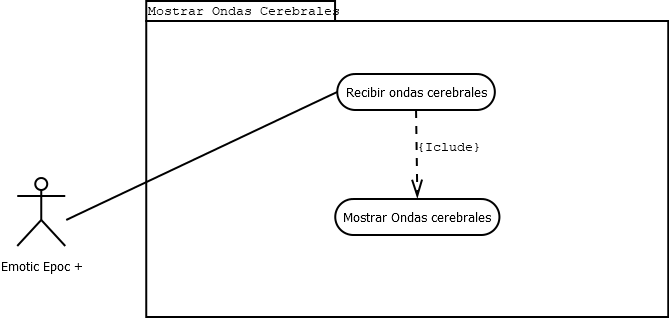 Mostrar Ondas Cerebrales
Recibir ondas cerebrales
{Iclude}
Mostrar Ondas cerebrales
Emotic Epoc +